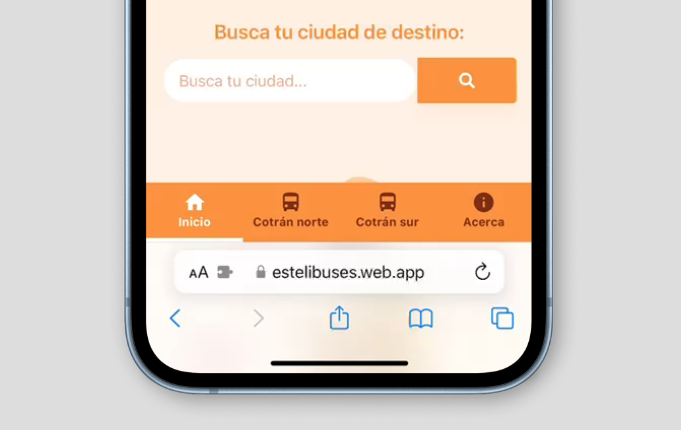 Busca tu ciudad de destino:
Busca tu ciudad...
Inicio
Cotrán norte
Cotrán sur
Acerca
AA
estelibuses.web.app